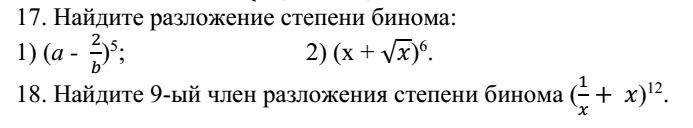 17. Найдите разложение степени бинома:
1) (a - 2/b)⁵; 2) (x + √x)⁶.
18. Найдите 9-ый член разложения степени бинома (1/x + x)¹².